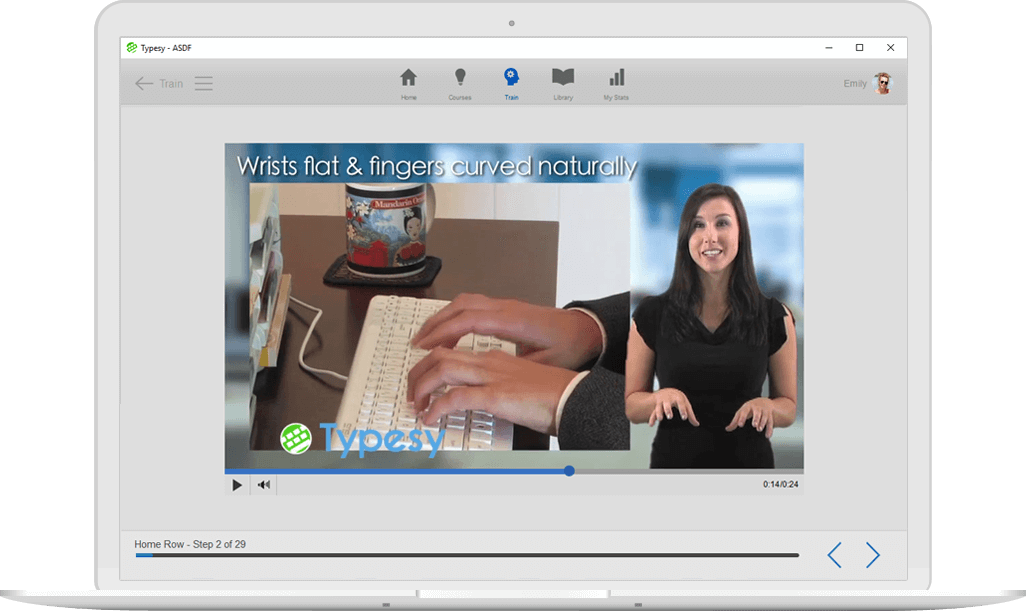 Typesy - ASDF
Train
Home
Courses
Train
Library
My Stats
Emily
Wrists flat & fingers curved naturally
Mandarin
Typesy
0:14/0:24
Home Row - Step 2 of 29